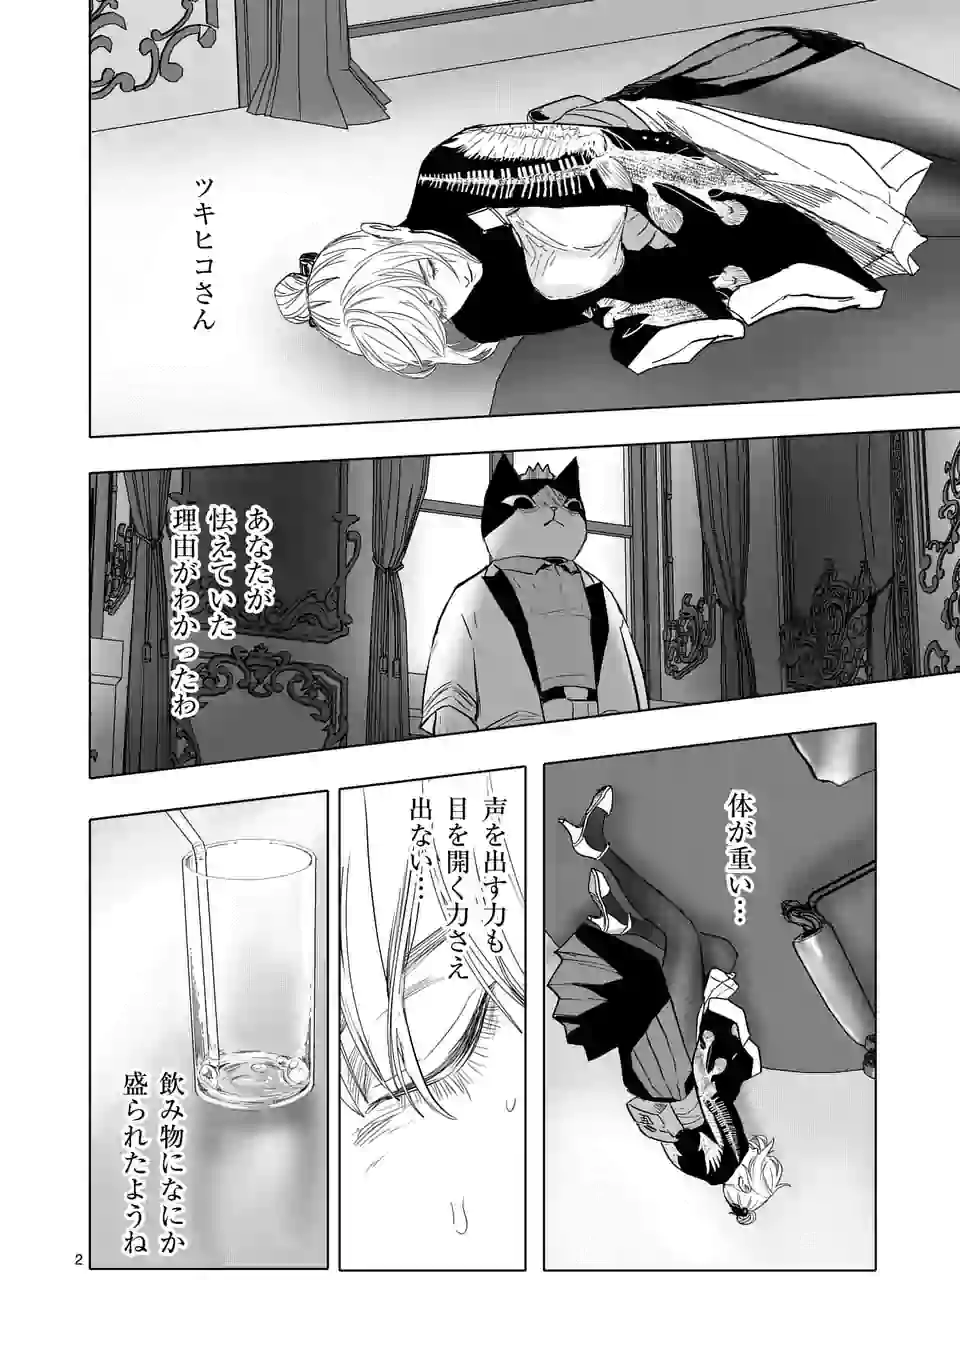 ツキヒコさん
あなたが
怯えていた
理由がわかったわ
体が重い…
声を出す力も
目を開く力さえ
出ない…
飲み物になにか
盛られたようね
2